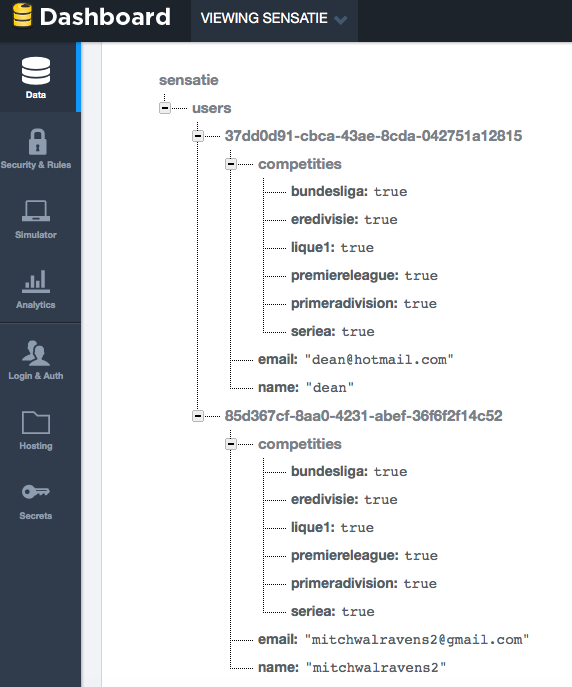 Dashboard VIEWING SENSATIE
Data
Security & Rules
Simulator
Analytics
Login & Auth
Hosting
Secrets
sensatie
users
37dd0d91-cbca-43ae-8cda-042751a12815
competities
bundesliga: true
eredivisie: true
lique1: true
premiereleague: true
primeradivision: true
seriea: true
email: "dean@hotmail.com"
name: "dean"
85d367cf-8aa0-4231-abef-36f6f2f14c52
competities
bundesliga: true
eredivisie: true
lique1: true
premiereleague: true
primeradivision: true
seriea: true
email: "mitchwalravens2@gmail.com"
name: "mitchwalravens2"